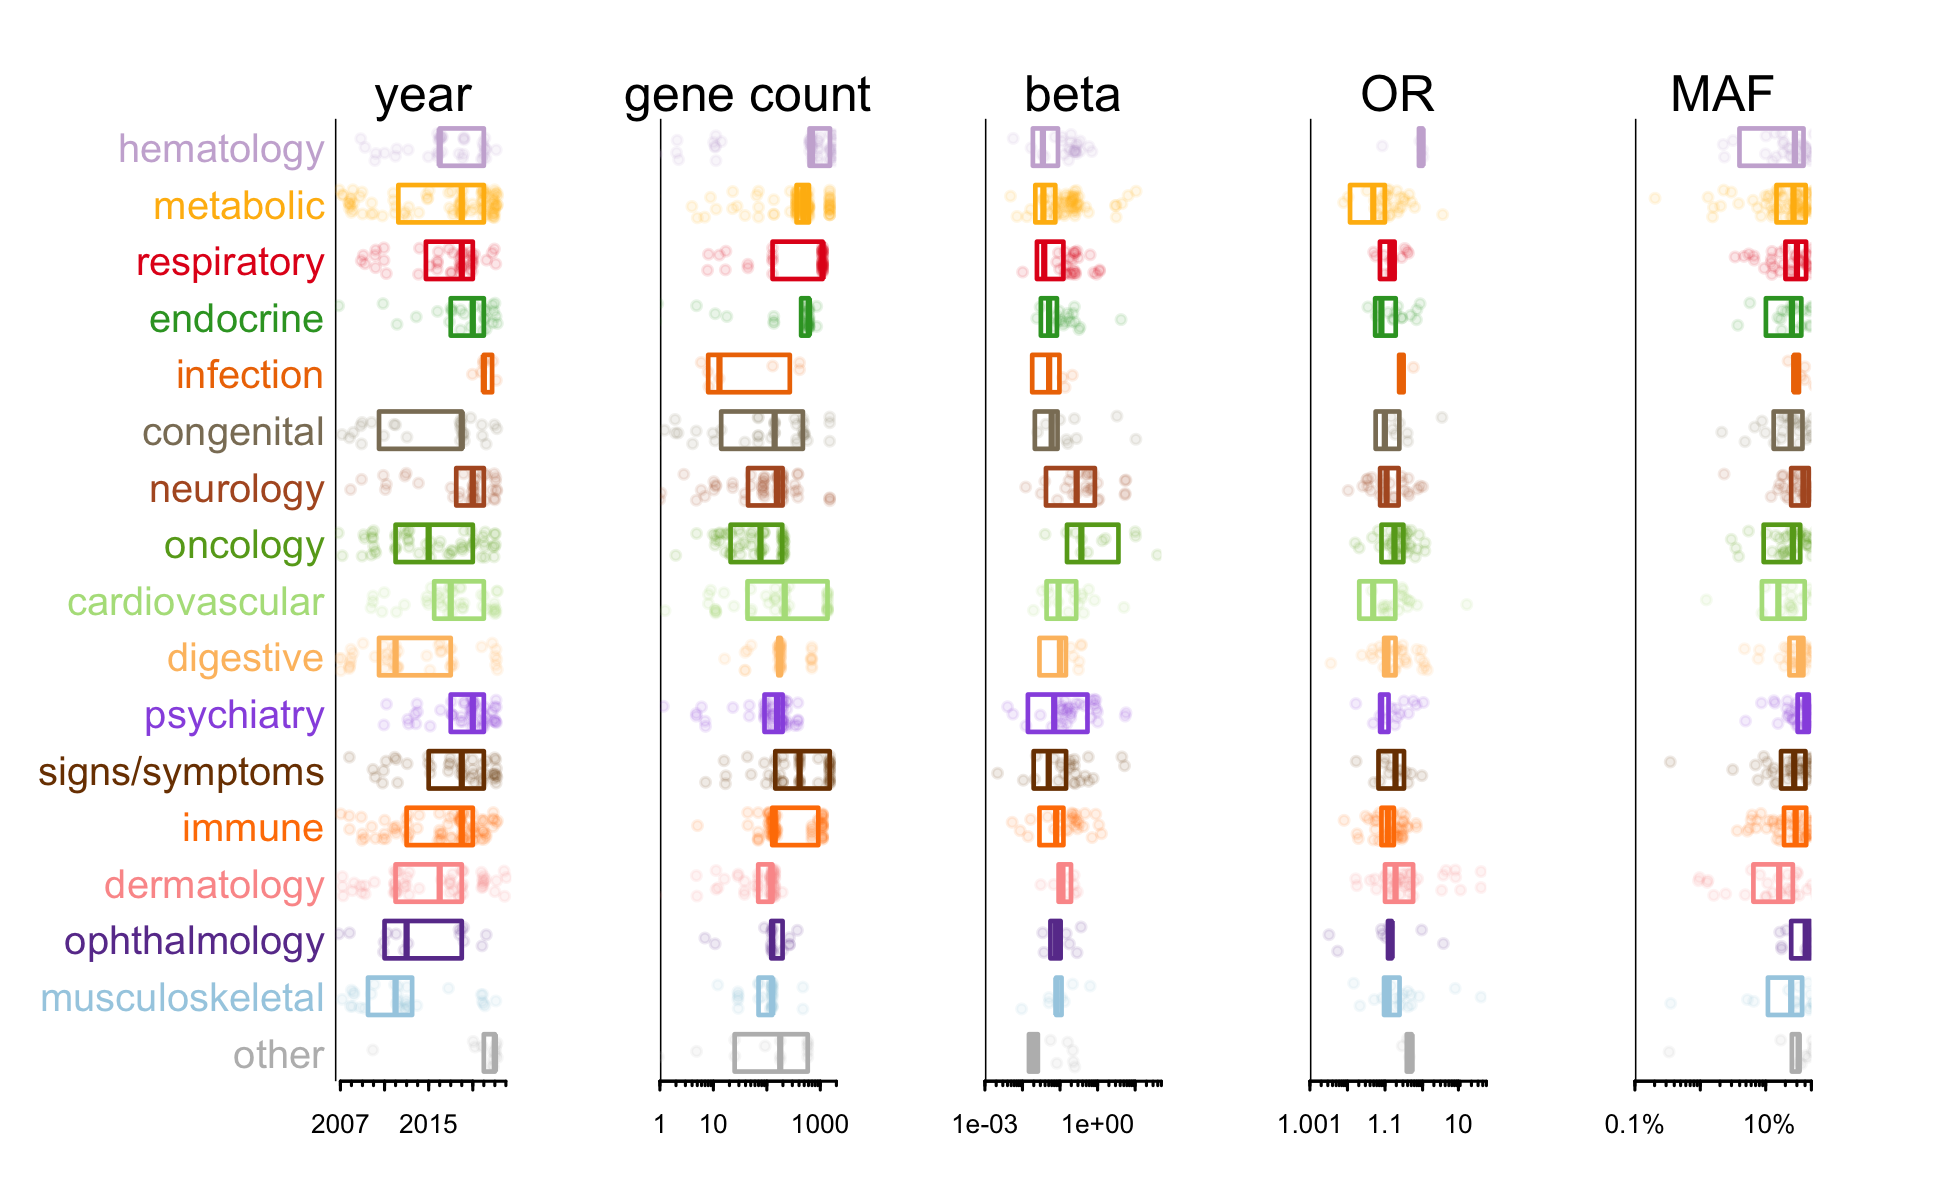 year gene count beta OR MAF
hematology
metabolic
respiratory
endocrine
infection
congenital
neurology
oncology
cardiovascular
digestive
psychiatry
signs/symptoms
immune
dermatology
ophthalmology
musculoskeletal
other
2007 2015 1 10 1000 1e-03 1e+00 1.001 1.1 10 0.1% 10%